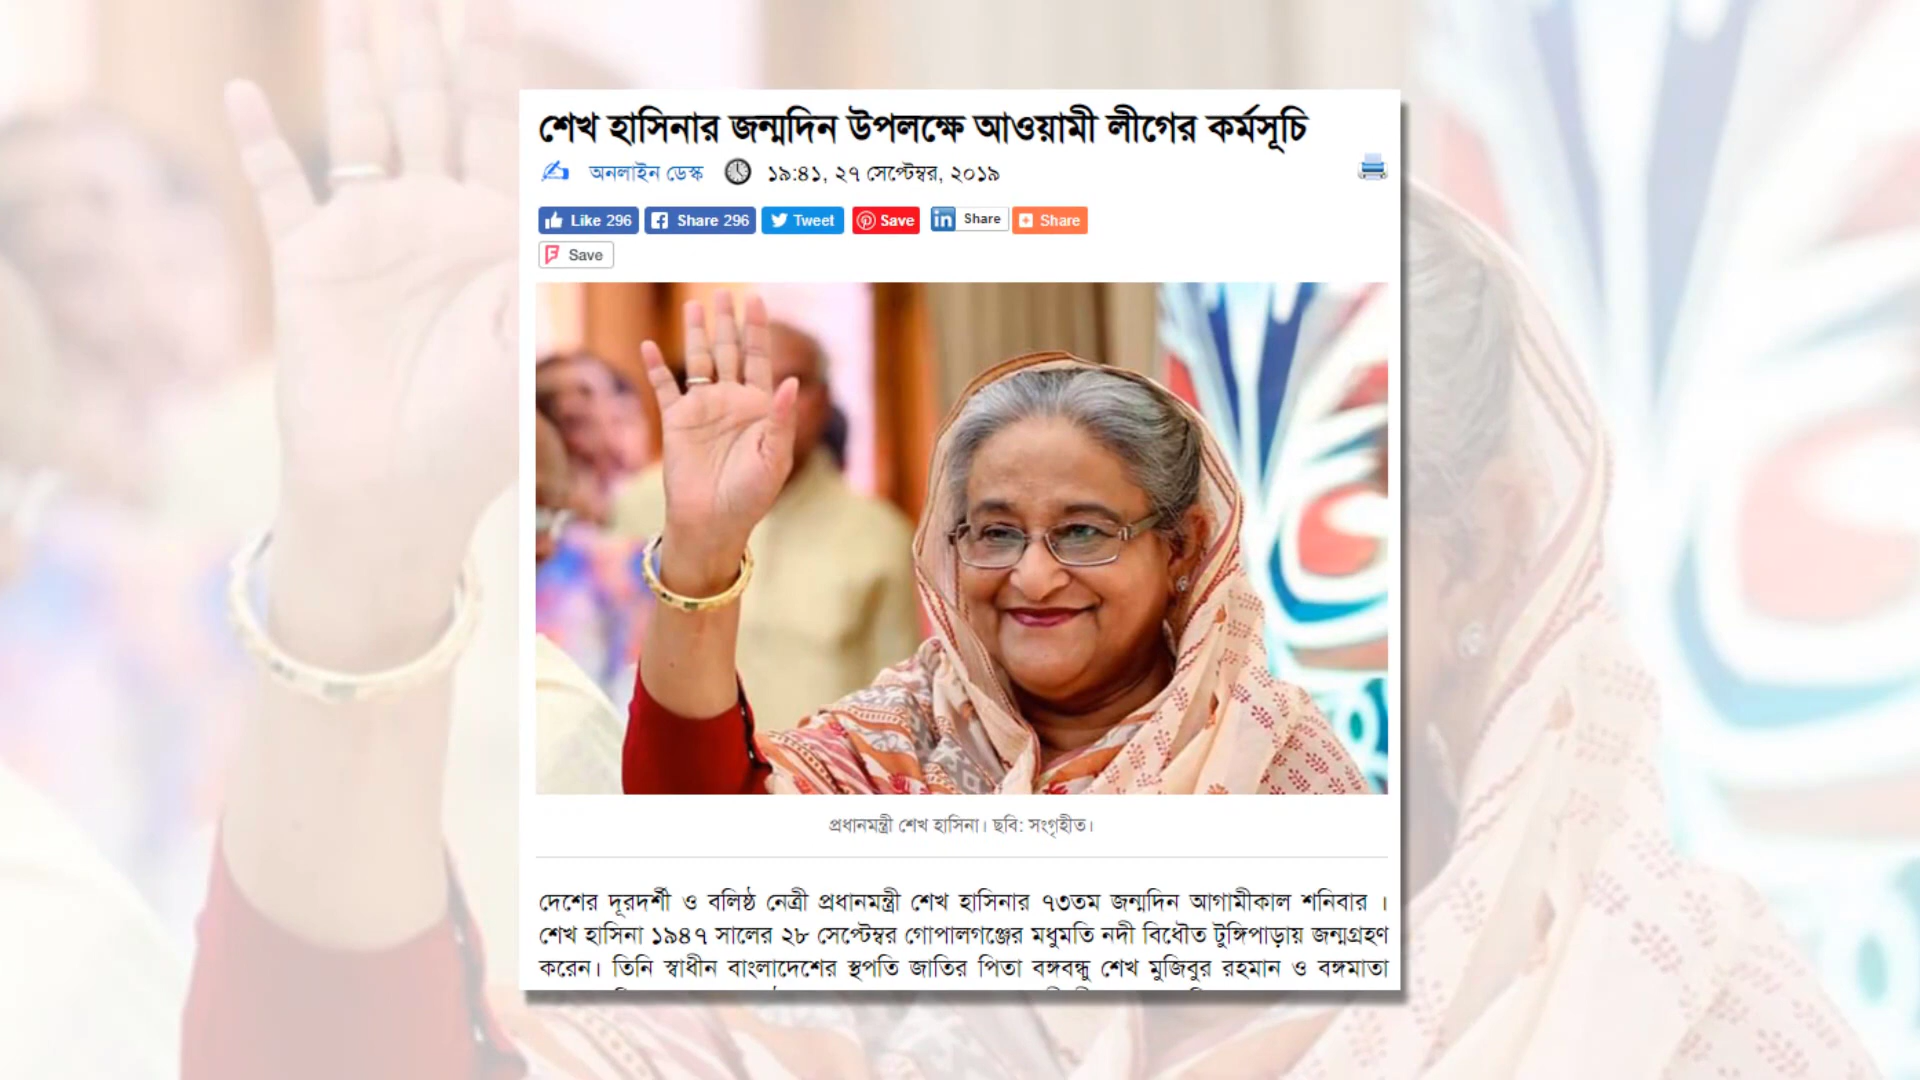 শেখ হাসিনার জন্মদিন উপলক্ষে আওয়ামী লীগের কর্মসূচি
অনলাইন ডেস্ক ১৯:৪১, ২৭ সেপ্টেম্বর, ২০১৯
Like 296 Share 296 Tweet Save in Share Share
Save
প্রধানমন্ত্রী শেখ হাসিনা। ছবি: সংগৃহীত।
দেশের দূরদর্শী ও বলিষ্ঠ নেত্রী প্রধানমন্ত্রী শেখ হাসিনার ৭৩তম জন্মদিন আগামীকাল শনিবার ।
শেখ হাসিনা ১৯৪৭ সালের ২৮ সেপ্টেম্বর গোপালগঞ্জের মধুমতি নদী বিধৌত টুঙ্গিপাড়ায় জন্মগ্রহণ
করেন। তিনি স্বাধীন বাংলাদেশের স্থপতি জাতির পিতা বঙ্গবন্ধু শেখ মুজিবুর রহমান ও বঙ্গমাতা